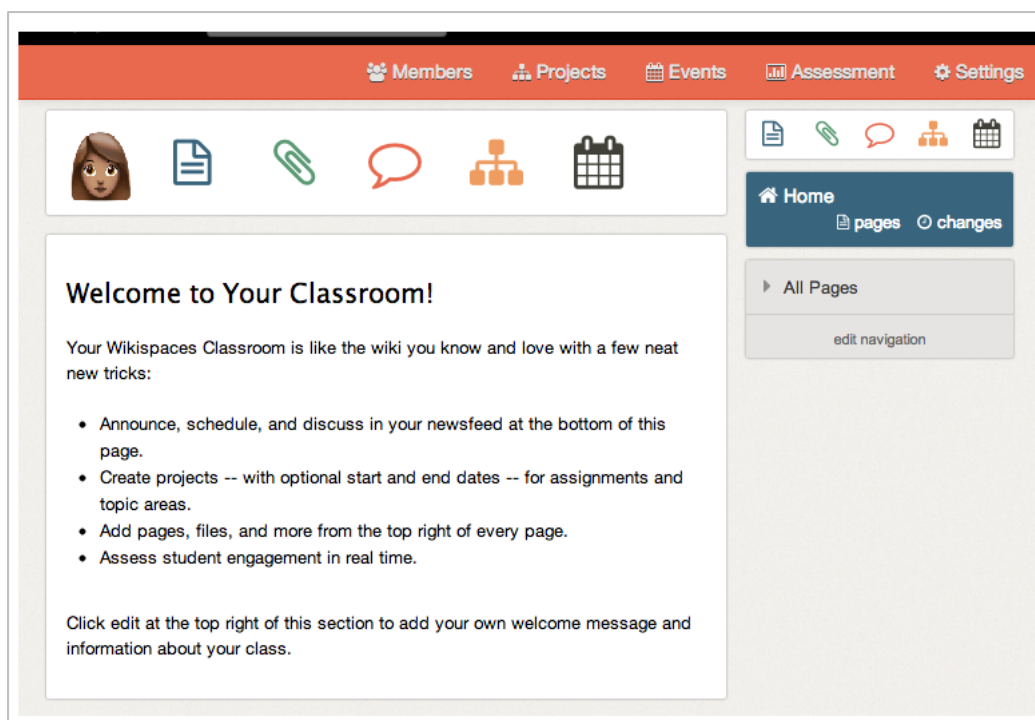 Members Projects Events Assessment Settings
Home
pages changes
All Pages
edit navigation
Welcome to Your Classroom!
Your Wikispaces Classroom is like the wiki you know and love with a few neat
new tricks:
• Announce, schedule, and discuss in your newsfeed at the bottom of this
page.
• Create projects -- with optional start and end dates -- for assignments and
topic areas.
• Add pages, files, and more from the top right of every page.
• Assess student engagement in real time.
Click edit at the top right of this section to add your own welcome message and
information about your class.